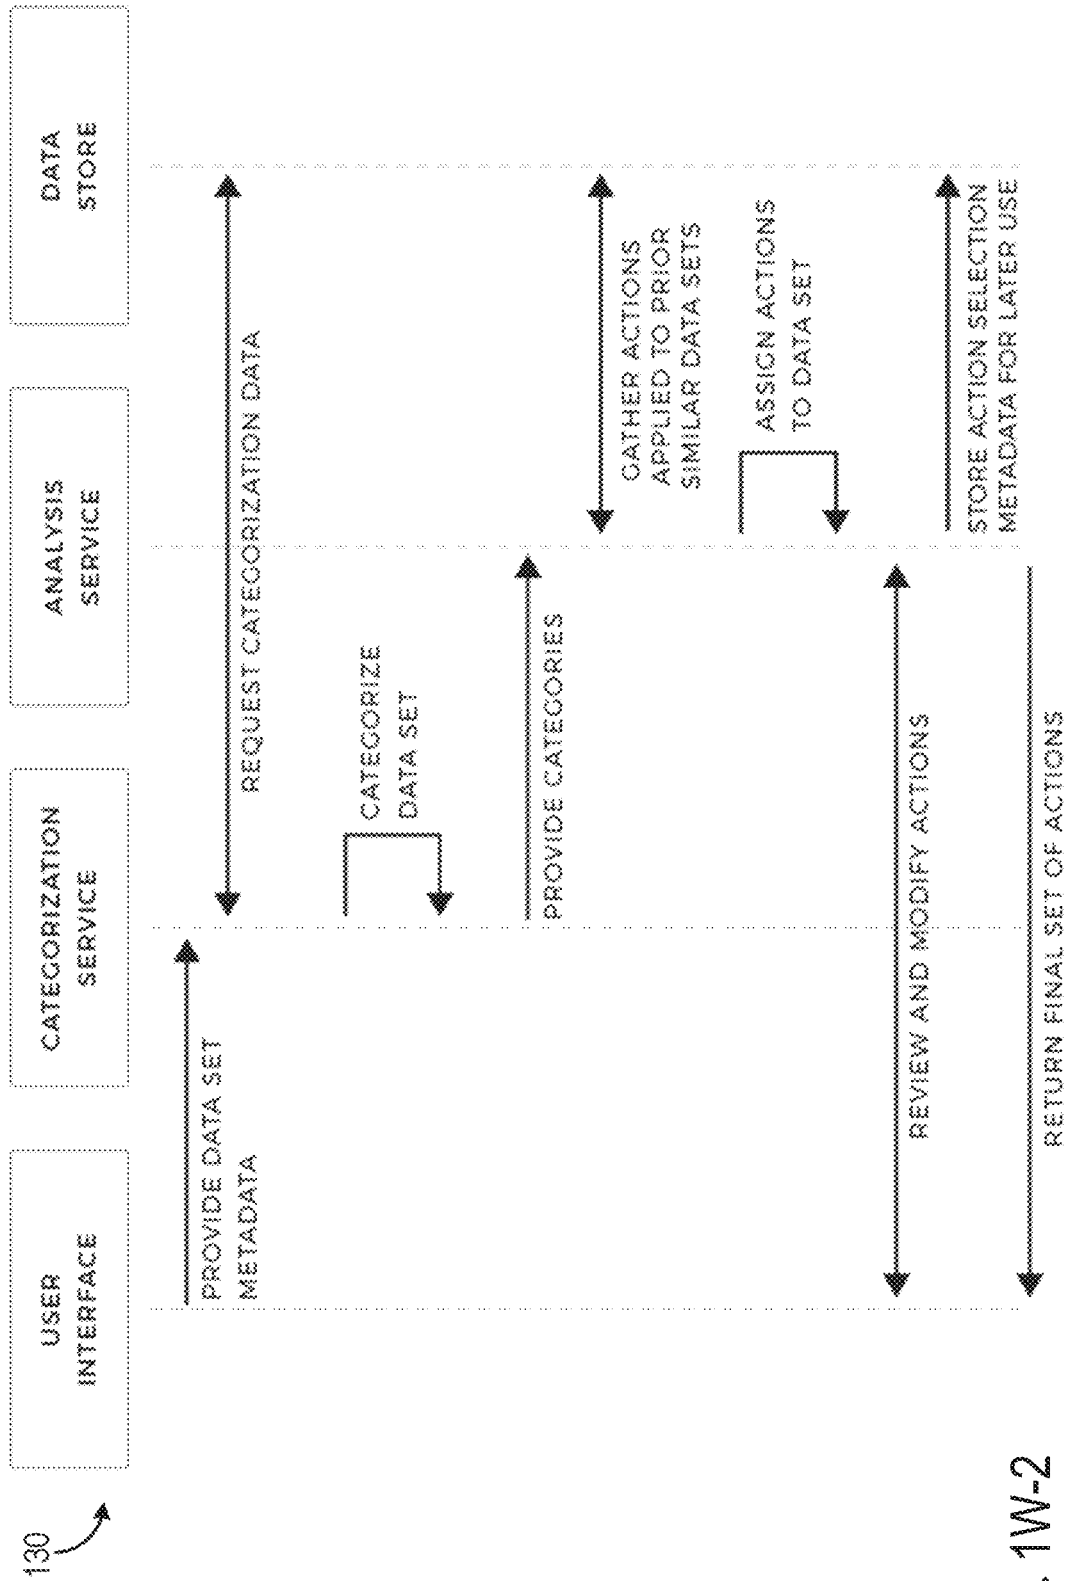 130
USER
INTERFACE
CATEGORIZATION
SERVICE
ANALYSIS
SERVICE
DATA
STORE
PROVIDE DATA SET
METADATA
REQUEST CATEGORIZATION DATA
CATEGORIZE
DATA SET
PROVIDE CATEGORIES
GATHER ACTIONS
APPLIED TO PRIOR
SIMILAR DATA SETS
ASSIGN ACTIONS
TO DATA SET
REVIEW AND MODIFY ACTIONS
STORE ACTION SELECTION
METADATA FOR LATER USE
RETURN FINAL SET OF ACTIONS
. 1W-2